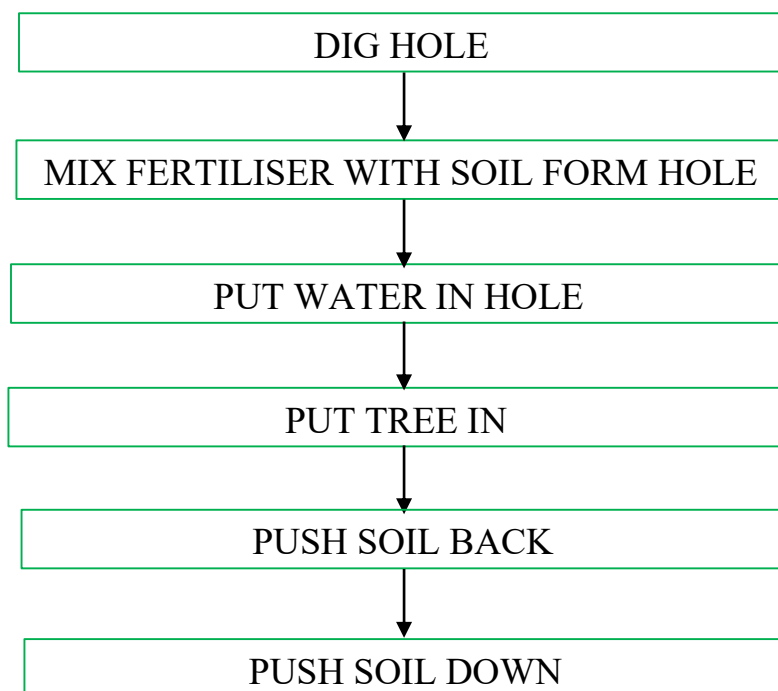 DIG HOLE
MIX FERTILISER WITH SOIL FORM HOLE
PUT WATER IN HOLE
PUT TREE IN
PUSH SOIL BACK
PUSH SOIL DOWN